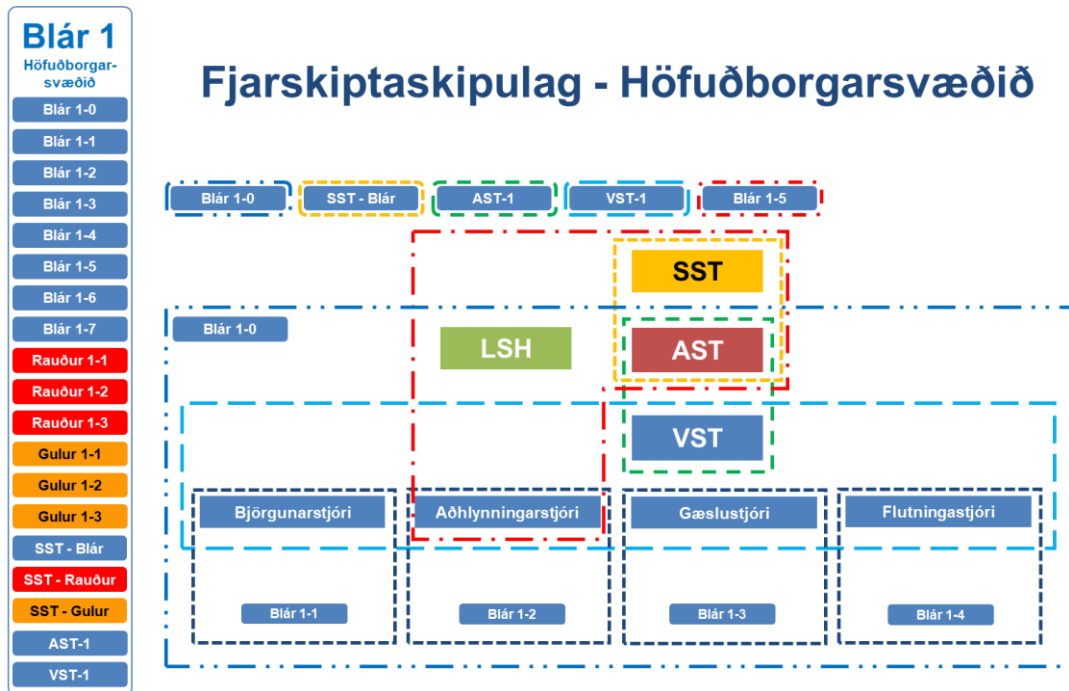 Blár 1
Höfuðborgar-
svæðið
Blár 1-0
Blár 1-1
Blár 1-2
Blár 1-3
Blár 1-4
Blár 1-5
Blár 1-6
Blár 1-7
Rauður 1-1
Rauður 1-2
Rauður 1-3
Gulur 1-1
Gulur 1-2
Gulur 1-3
SST - Blár
SST - Rauður
SST - Gulur
AST-1
VST-1
Fjarskiptaskipulag - Höfuðborgarsvæðið
Blár 1-0 SST - Blár AST-1 VST-1 Blár 1-5
SST
Blár 1-0
LSH AST
VST
Björgunarstjóri Aðhlynningarstjóri Gæslustjóri Flutningastjóri
Blár 1-1 Blár 1-2 Blár 1-3 Blár 1-4